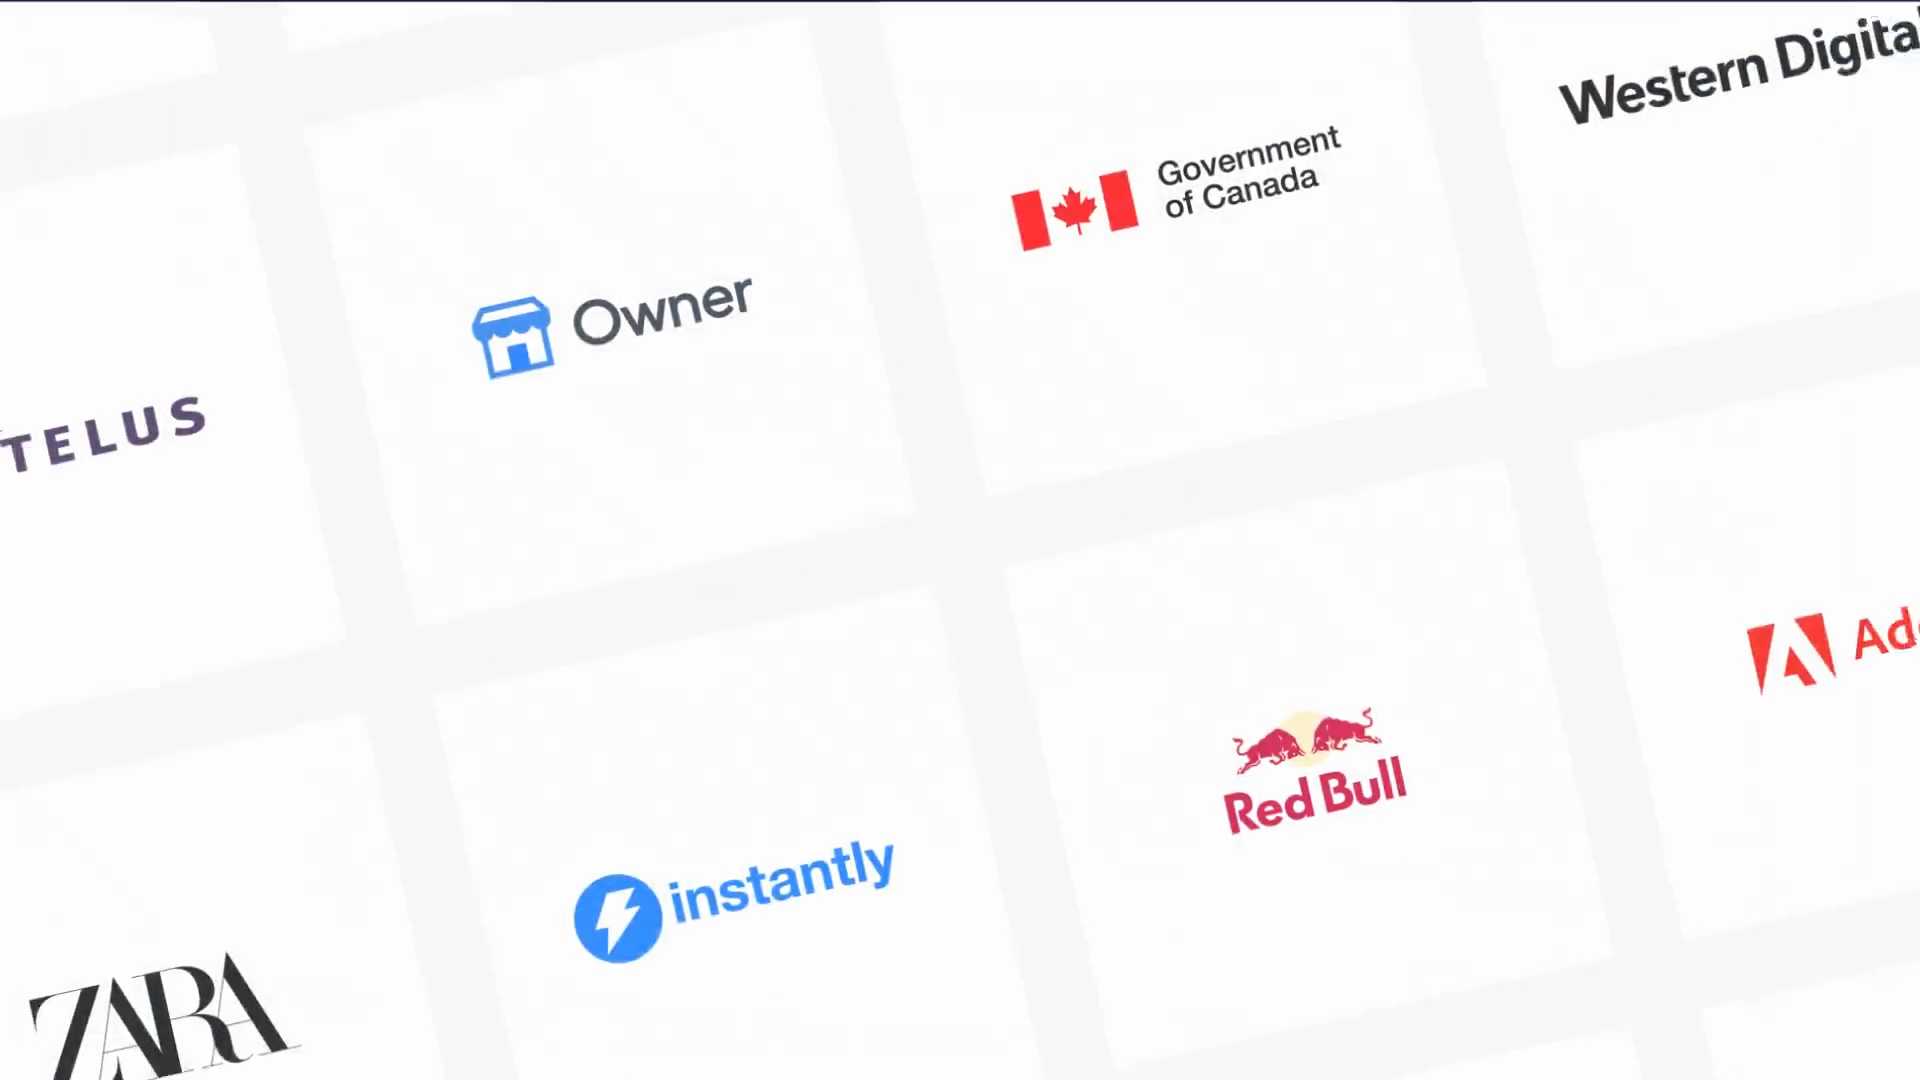 Western Digita
Government
of Canada
Owner
TELUS
Ad
Red Bull
instantly
ZARA